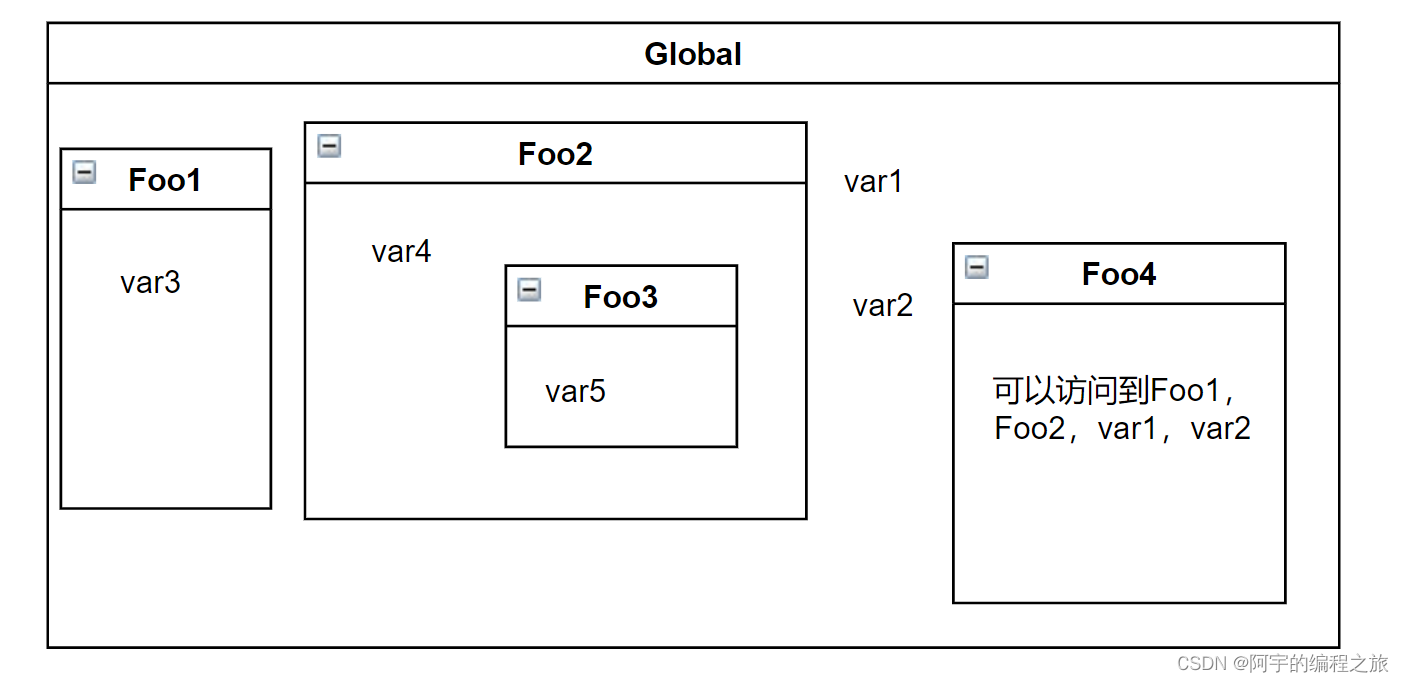 Global
Foo1
var3
Foo2
var4
Foo3
var5
var1
var2
Foo4
可以访问到Foo1，
Foo2，var1，var2
CSDN @阿宇的编程之旅